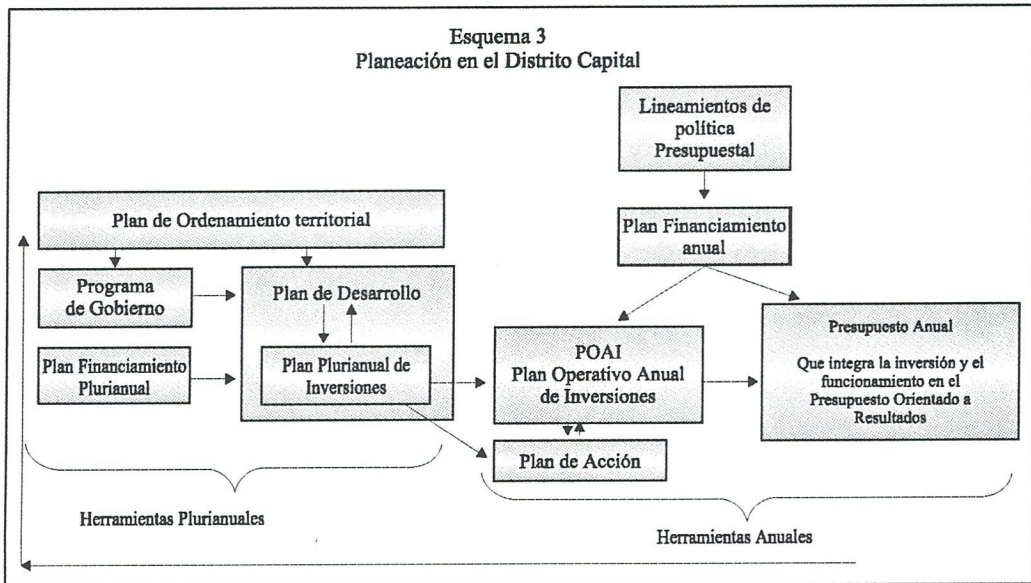 Esquema 3
Planeación en el Distrito Capital
Lineamientos de
política
Presupuestal
Plan Financiamiento
anual
Plan de Ordenamiento territorial
Programa
de Gobierno
Plan de Desarrollo
Plan Financiamiento
Plurianual
Plan Plurianual de
Inversiones
POAI
Plan Operativo Anual
de Inversiones
Presupuesto Anual
Que integra la inversión y el
funcionamiento en el
Presupuesto Orientado a
Resultados
Plan de Acción
Herramientas Plurianuales
Herramientas Anuales